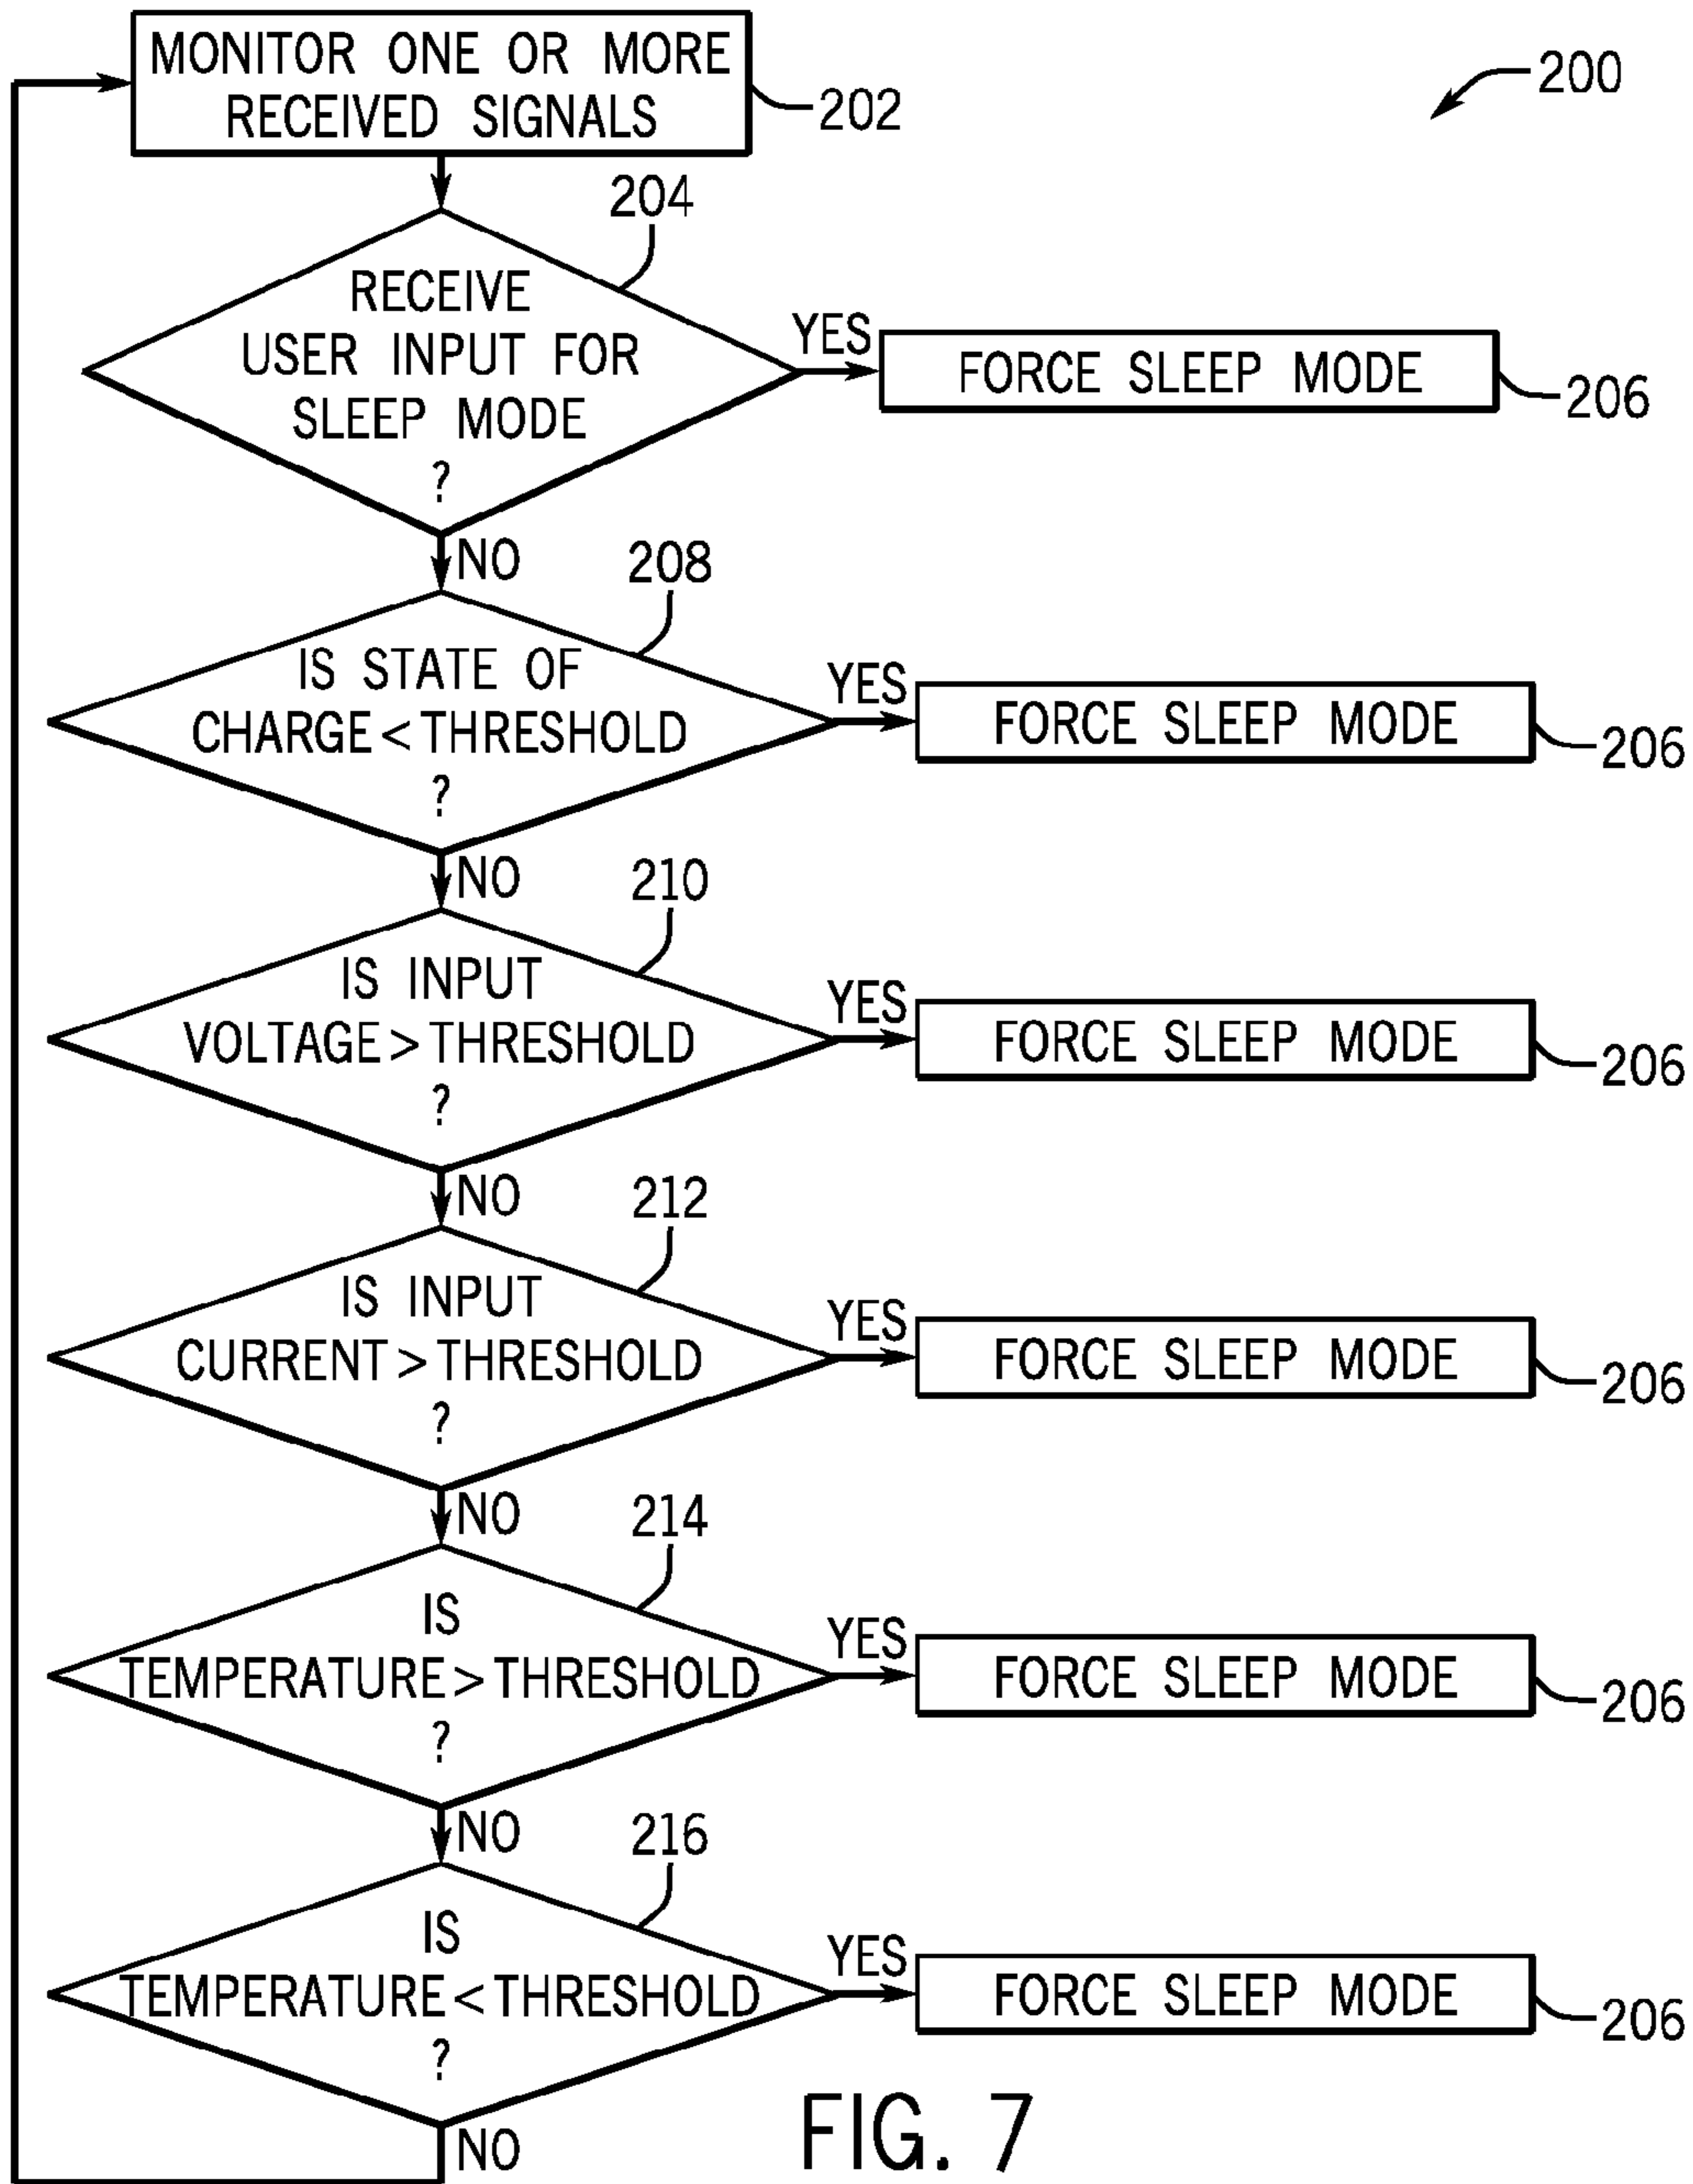 MONITOR ONE OR MORE
RECEIVED SIGNALS
202
200
204
RECEIVE
USER INPUT FOR
SLEEP MODE
?
YES
FORCE SLEEP MODE
206
NO
208
IS STATE OF
CHARGE < THRESHOLD
?
YES
FORCE SLEEP MODE
206
NO
210
IS INPUT
VOLTAGE > THRESHOLD
?
YES
FORCE SLEEP MODE
206
NO
212
IS INPUT
CURRENT > THRESHOLD
?
YES
FORCE SLEEP MODE
206
NO
214
IS
TEMPERATURE > THRESHOLD
?
YES
FORCE SLEEP MODE
206
NO
216
IS
TEMPERATURE < THRESHOLD
?
YES
FORCE SLEEP MODE
206
NO
FIG. 7